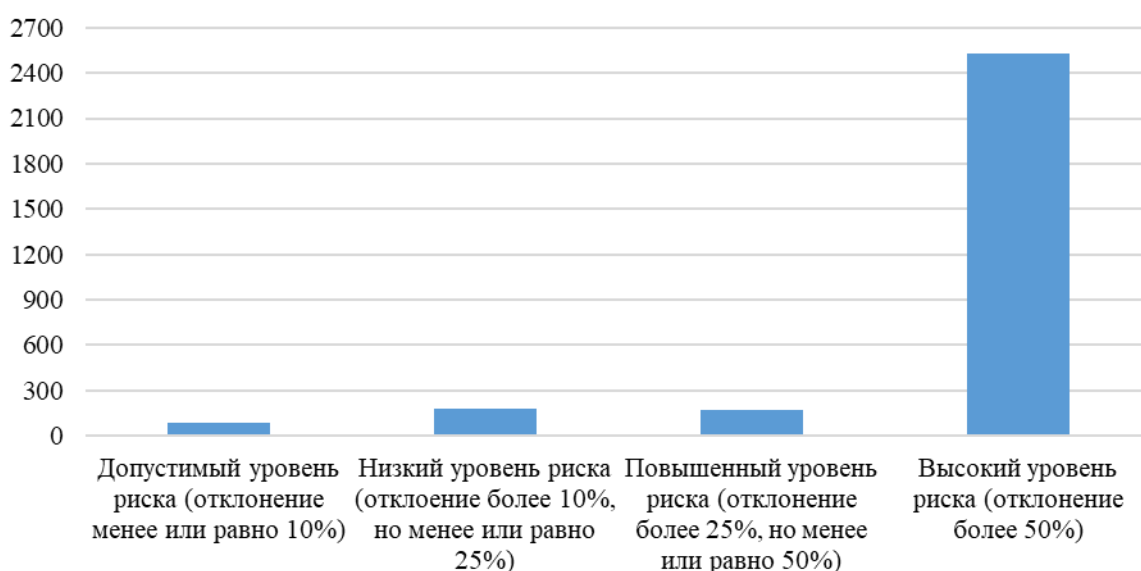 2700
2400
2100
1800
1500
1200
900
600
300
0
Допустимый уровень
риска (отклонение
менее или равно 10%)
Низкий уровень риска
(отклоение более 10%,
но менее или равно
25%)
Повышенный уровень
риска (отклонение
более 25%, но менее
или равно 50%)
Высокий уровень
риска (отклонение
более 50%)